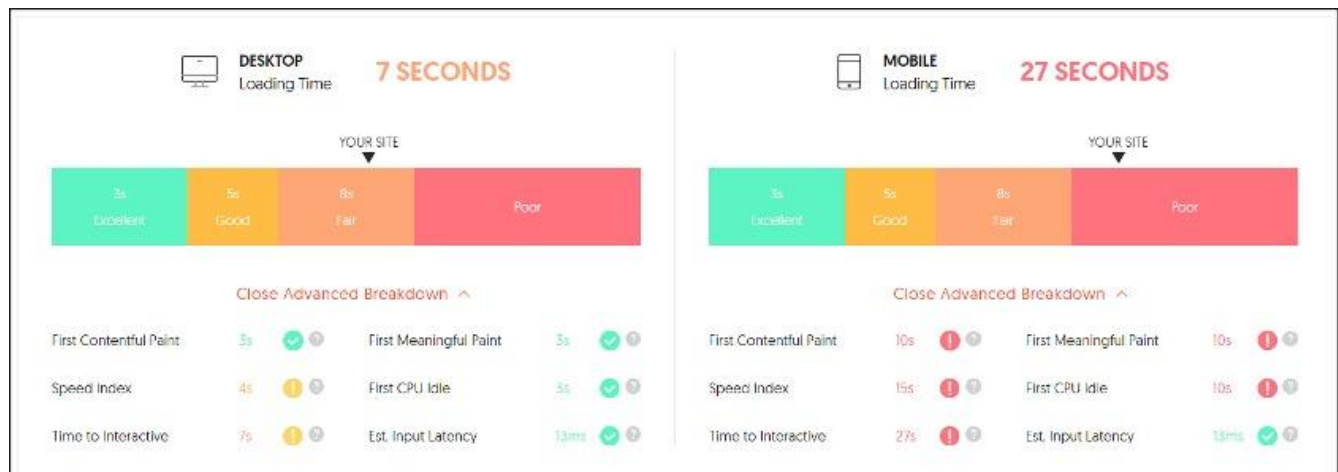 DESKTOP
Loading Time
7 SECONDS
YOUR SITE
3s
Excellent
5s
Good
8s
Fair
Poor
Close Advanced Breakdown
First Contentful Paint 3s
First Meaningful Paint 3s
Speed Index 4s
First CPU Idle 3s
Time to Interactive 7s
Est. Input Latency 13ms
MOBILE
Loading Time
27 SECONDS
YOUR SITE
3s
Excellent
5s
Good
8s
Fair
Poor
Close Advanced Breakdown
First Contentful Paint 10s
First Meaningful Paint 10s
Speed Index 15s
First CPU Idle 10s
Time to Interactive 27s
Est. Input Latency 13ms